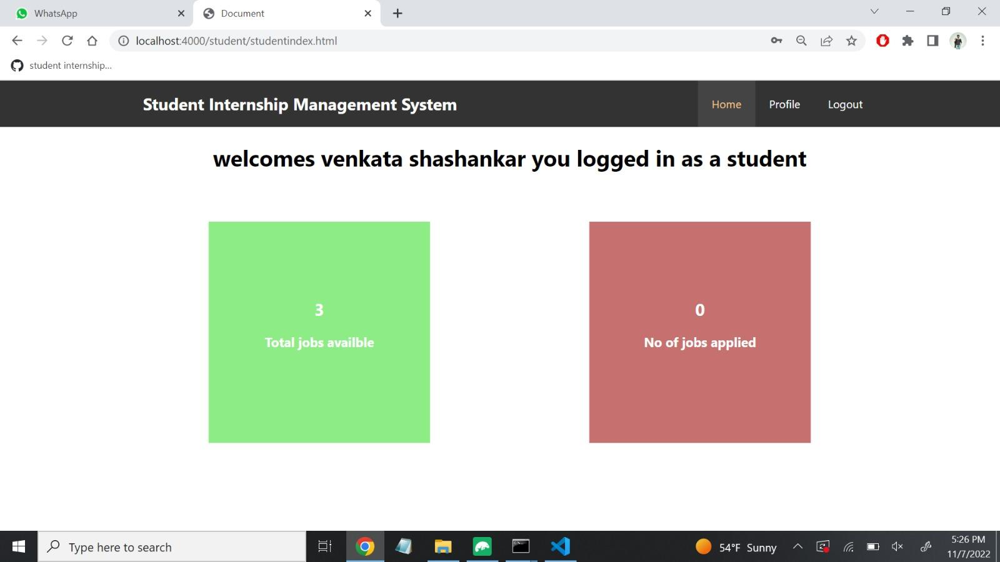 WhatsApp
Document
localhost:4000/student/studentindex.html
student internship...
Student Internship Management System
Home
Profile
Logout
welcomes venkata shashankar you logged in as a student
3
Total jobs availble
0
No of jobs applied
Type here to search
54°F Sunny
5:26 PM
11/7/2022